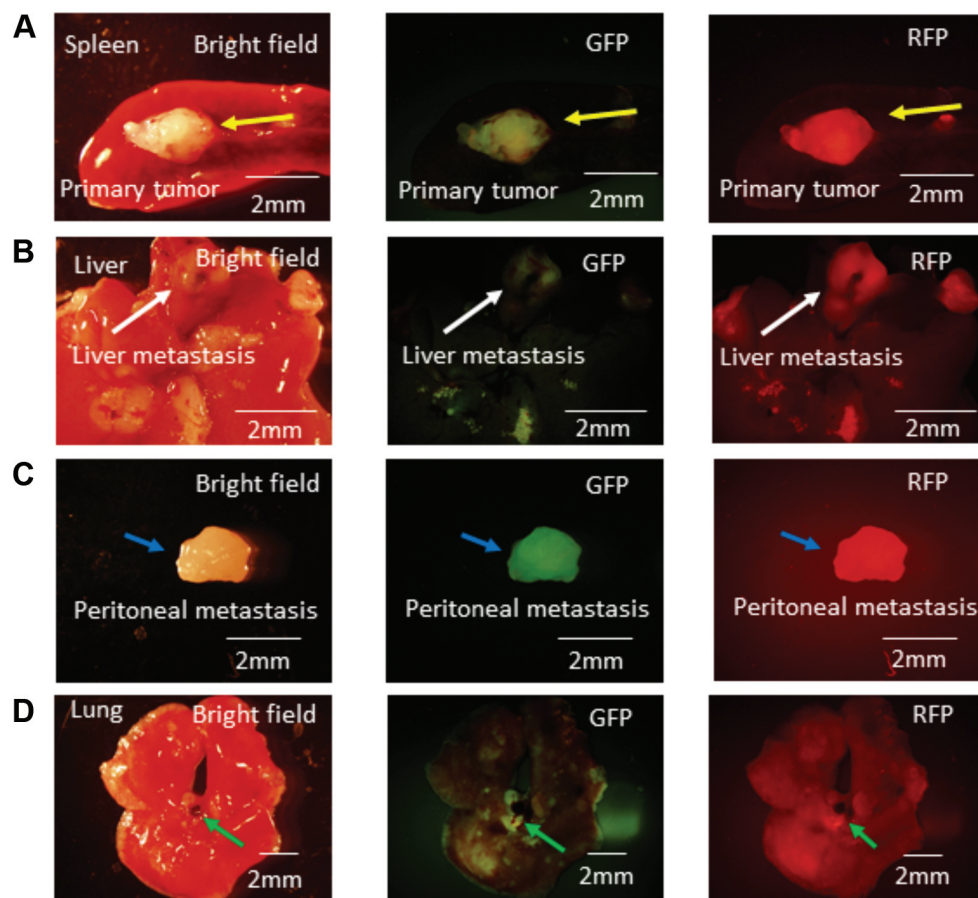 A
Spleen Bright field
Primary tumor
2mm
GFP
Primary tumor
2mm
RFP
Primary tumor
2mm
B
Liver Bright field
Liver metastasis
2mm
GFP
Liver metastasis
2mm
RFP
Liver metastasis
2mm
C
Bright field
Peritoneal metastasis
2mm
GFP
Peritoneal metastasis
2mm
RFP
Peritoneal metastasis
2mm
D
Lung Bright field
2mm
GFP
2mm
RFP
2mm